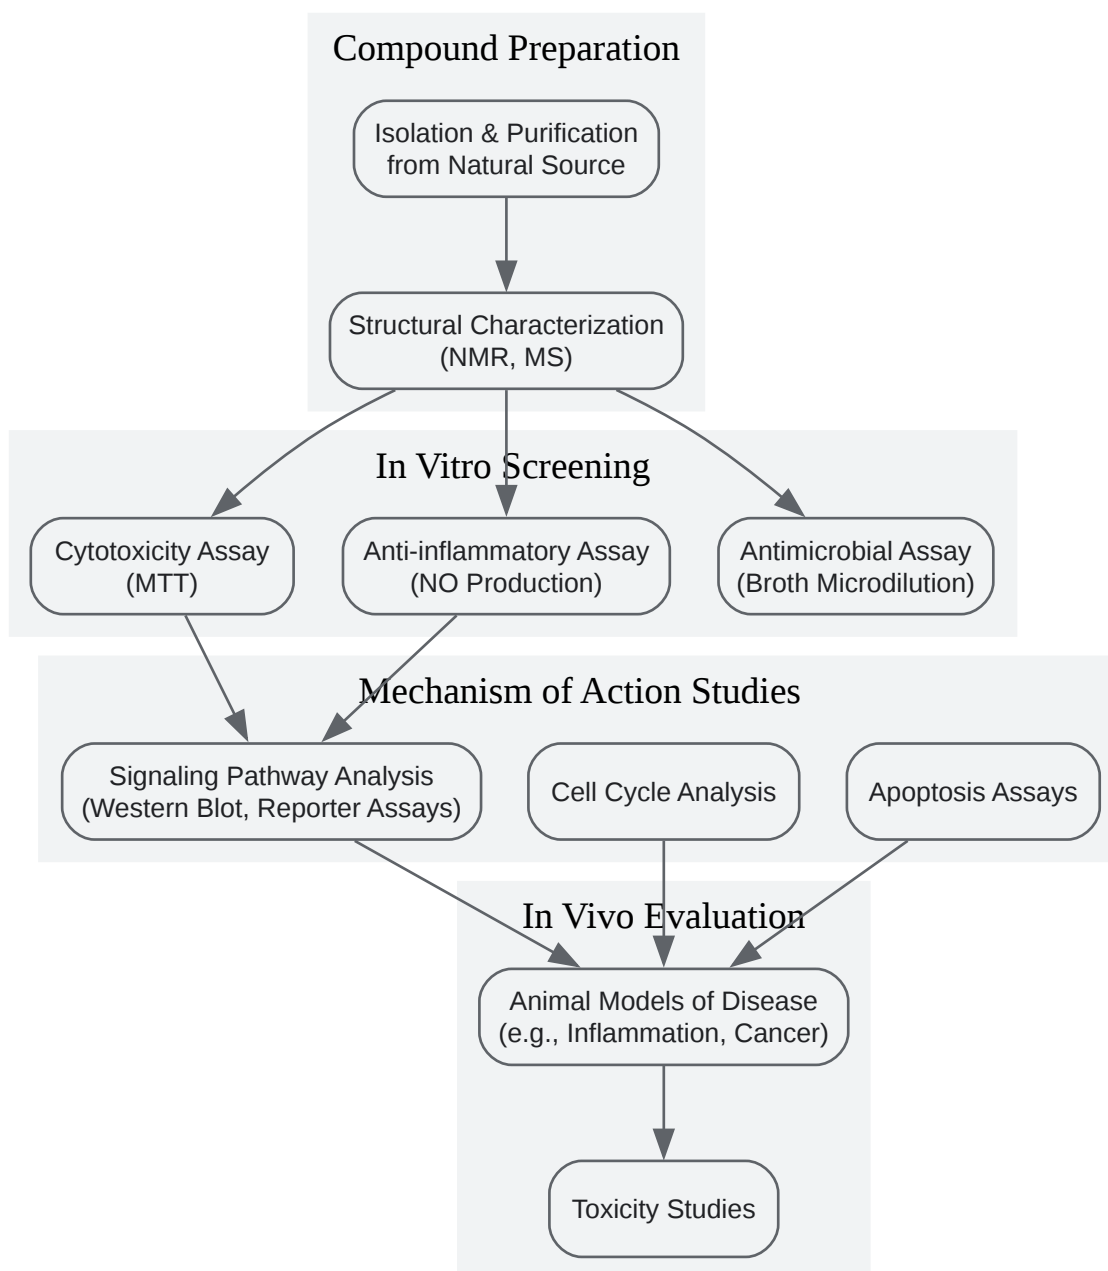 Compound Preparation
Isolation & Purification
from Natural Source
Structural Characterization
(NMR, MS)
In Vitro Screening
Cytotoxicity Assay
(MTT)
Anti-inflammatory Assay
(NO Production)
Antimicrobial Assay
(Broth Microdilution)
Mechanism of Action Studies
Signaling Pathway Analysis
(Western Blot, Reporter Assays)
Cell Cycle Analysis
Apoptosis Assays
In Vivo Evaluation
Animal Models of Disease
(e.g., Inflammation, Cancer)
Toxicity Studies